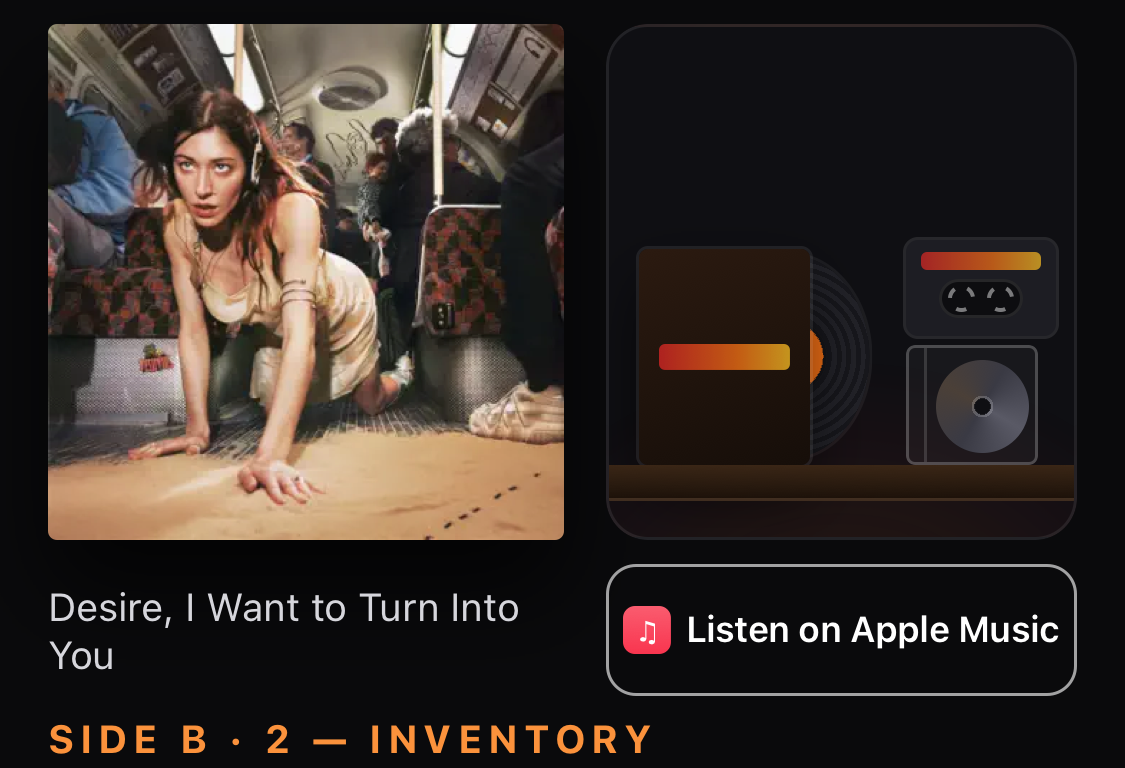 Desire, I Want to Turn Into
You
Listen on Apple Music
SIDE B · 2 — INVENTORY